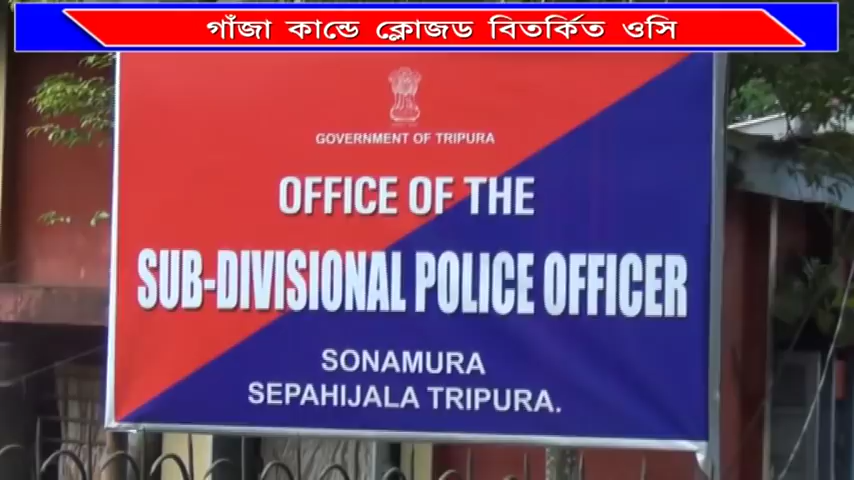 গাঁজা কান্ডে ক্লোজড বিতর্কিত ওসি
GOVERNMENT OF TRIPURA
OFFICE OF THE
SUB-DIVISIONAL POLICE OFFICER
SONAMURA
SEPAHIJALA TRIPURA.